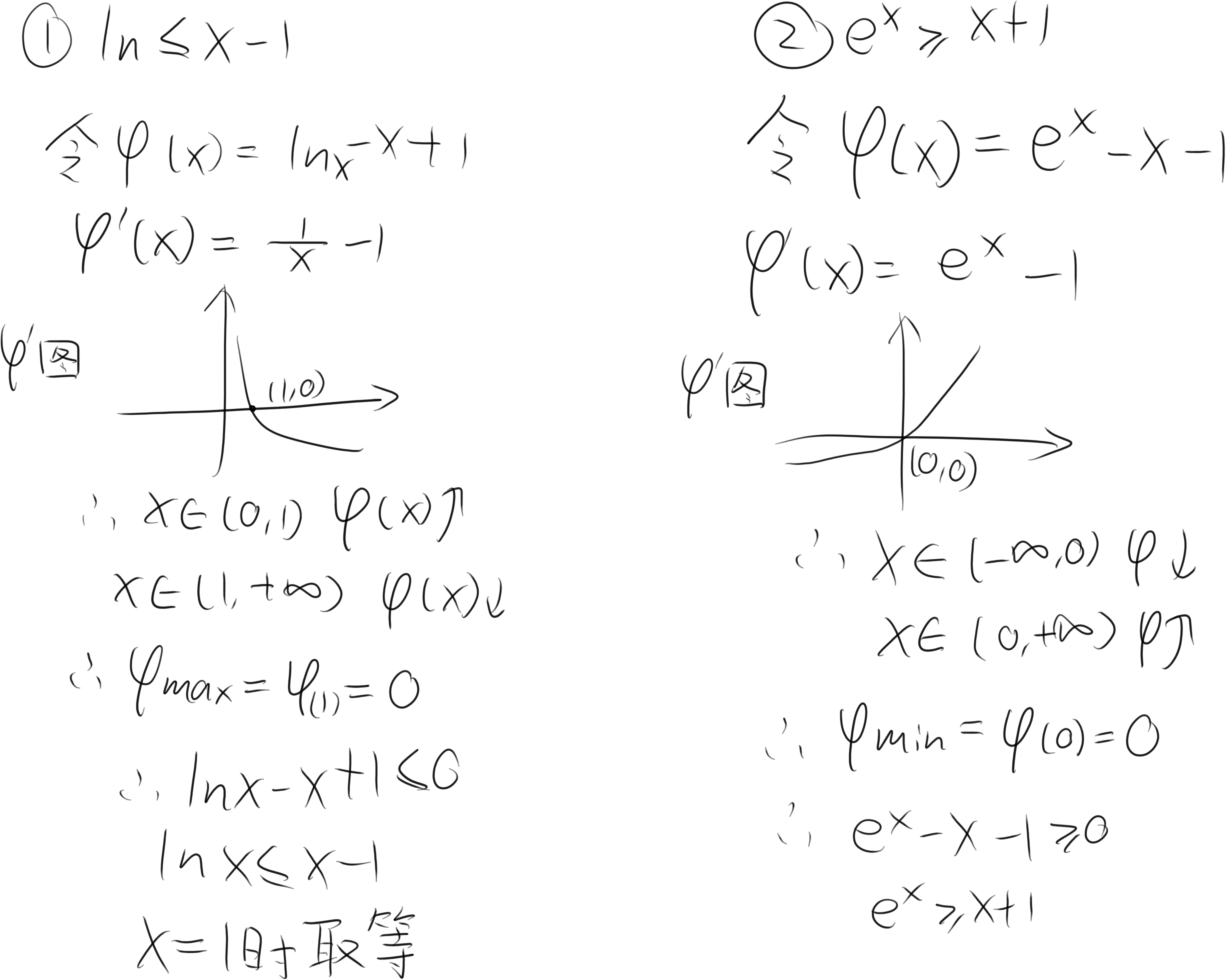 ① ln ≤ x-1
令 φ(x) = lnx -x+1
φ'(x) = 1/x -1
φ'图
(1,0)
∴ x∈(0,1) φ(x)↑
x∈(1,+∞) φ(x)↓
∴ φmax = φ(1) = 0
∴ lnx-x+1≤0
ln x≤x-1
x=1时取等
② e^x ≥ x+1
令 φ(x) = e^x -x-1
φ'(x) = e^x -1
φ'图
(0,0)
∴ x∈(-∞,0) φ↓
x∈(0,+∞) φ↑
∴ φmin = φ(0) = 0
∴ e^x -x-1≥0
e^x ≥x+1